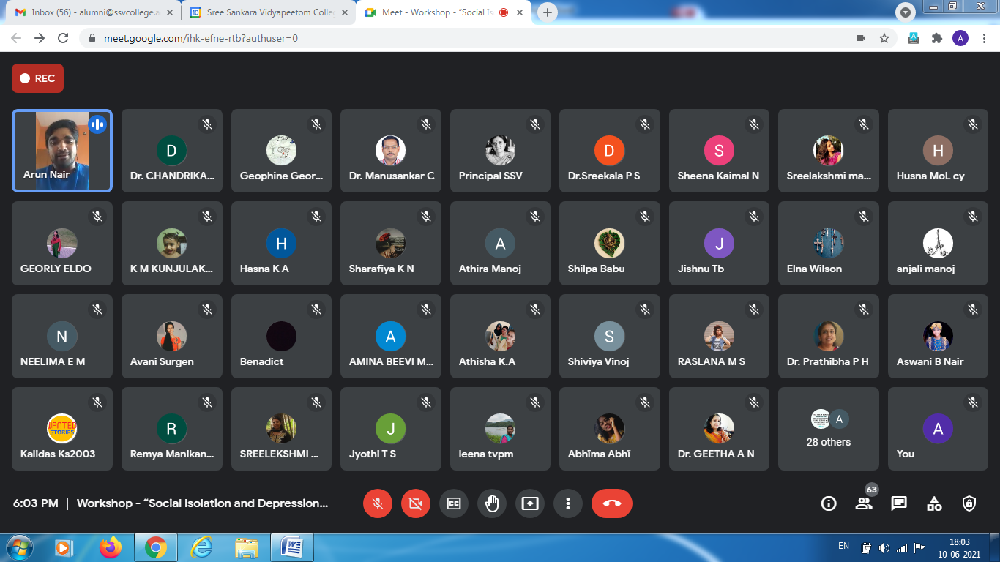 Inbox (56) - alumni@ssvcollege.a
Sree Sankara Vidyapeetom Colle
Meet - Workshop - “Social Is
meet.google.com/ihk-efne-rtb?authuser=0
A
REC
Arun Nair
D
Dr. CHANDRIKA...
Geophine Geor...
Dr. Manusankar C
Principal SSV
D
Dr.Sreekala P S
S
Sheena Kaimal N
Sreelakshmi ma...
H
Husna MoL cy
GEORLY ELDO
K M KUNJULAK...
H
Hasna K A
Sharafiya K N
A
Athira Manoj
Shilpa Babu
J
Jishnu Tb
Elna Wilson
anjali manoj
N
NEELIMA E M
Avani Surgen
Benadict
A
AMINA BEEVI M...
Athisha K.A
S
Shiviya Vinoj
RASLANA M S
Dr. Prathibha P H
Aswani B Nair
WANTED
STORIES
Kalidas Ks2003
R
Remya Manikan...
SREELEKSHMI ...
J
Jyothi T S
leena tvpm
Abhīma Abhī
Dr. GEETHA A N
A
28 others
A
You
6:03 PM | Workshop - “Social Isolation and Depression...
63
EN
18:03
10-06-2021